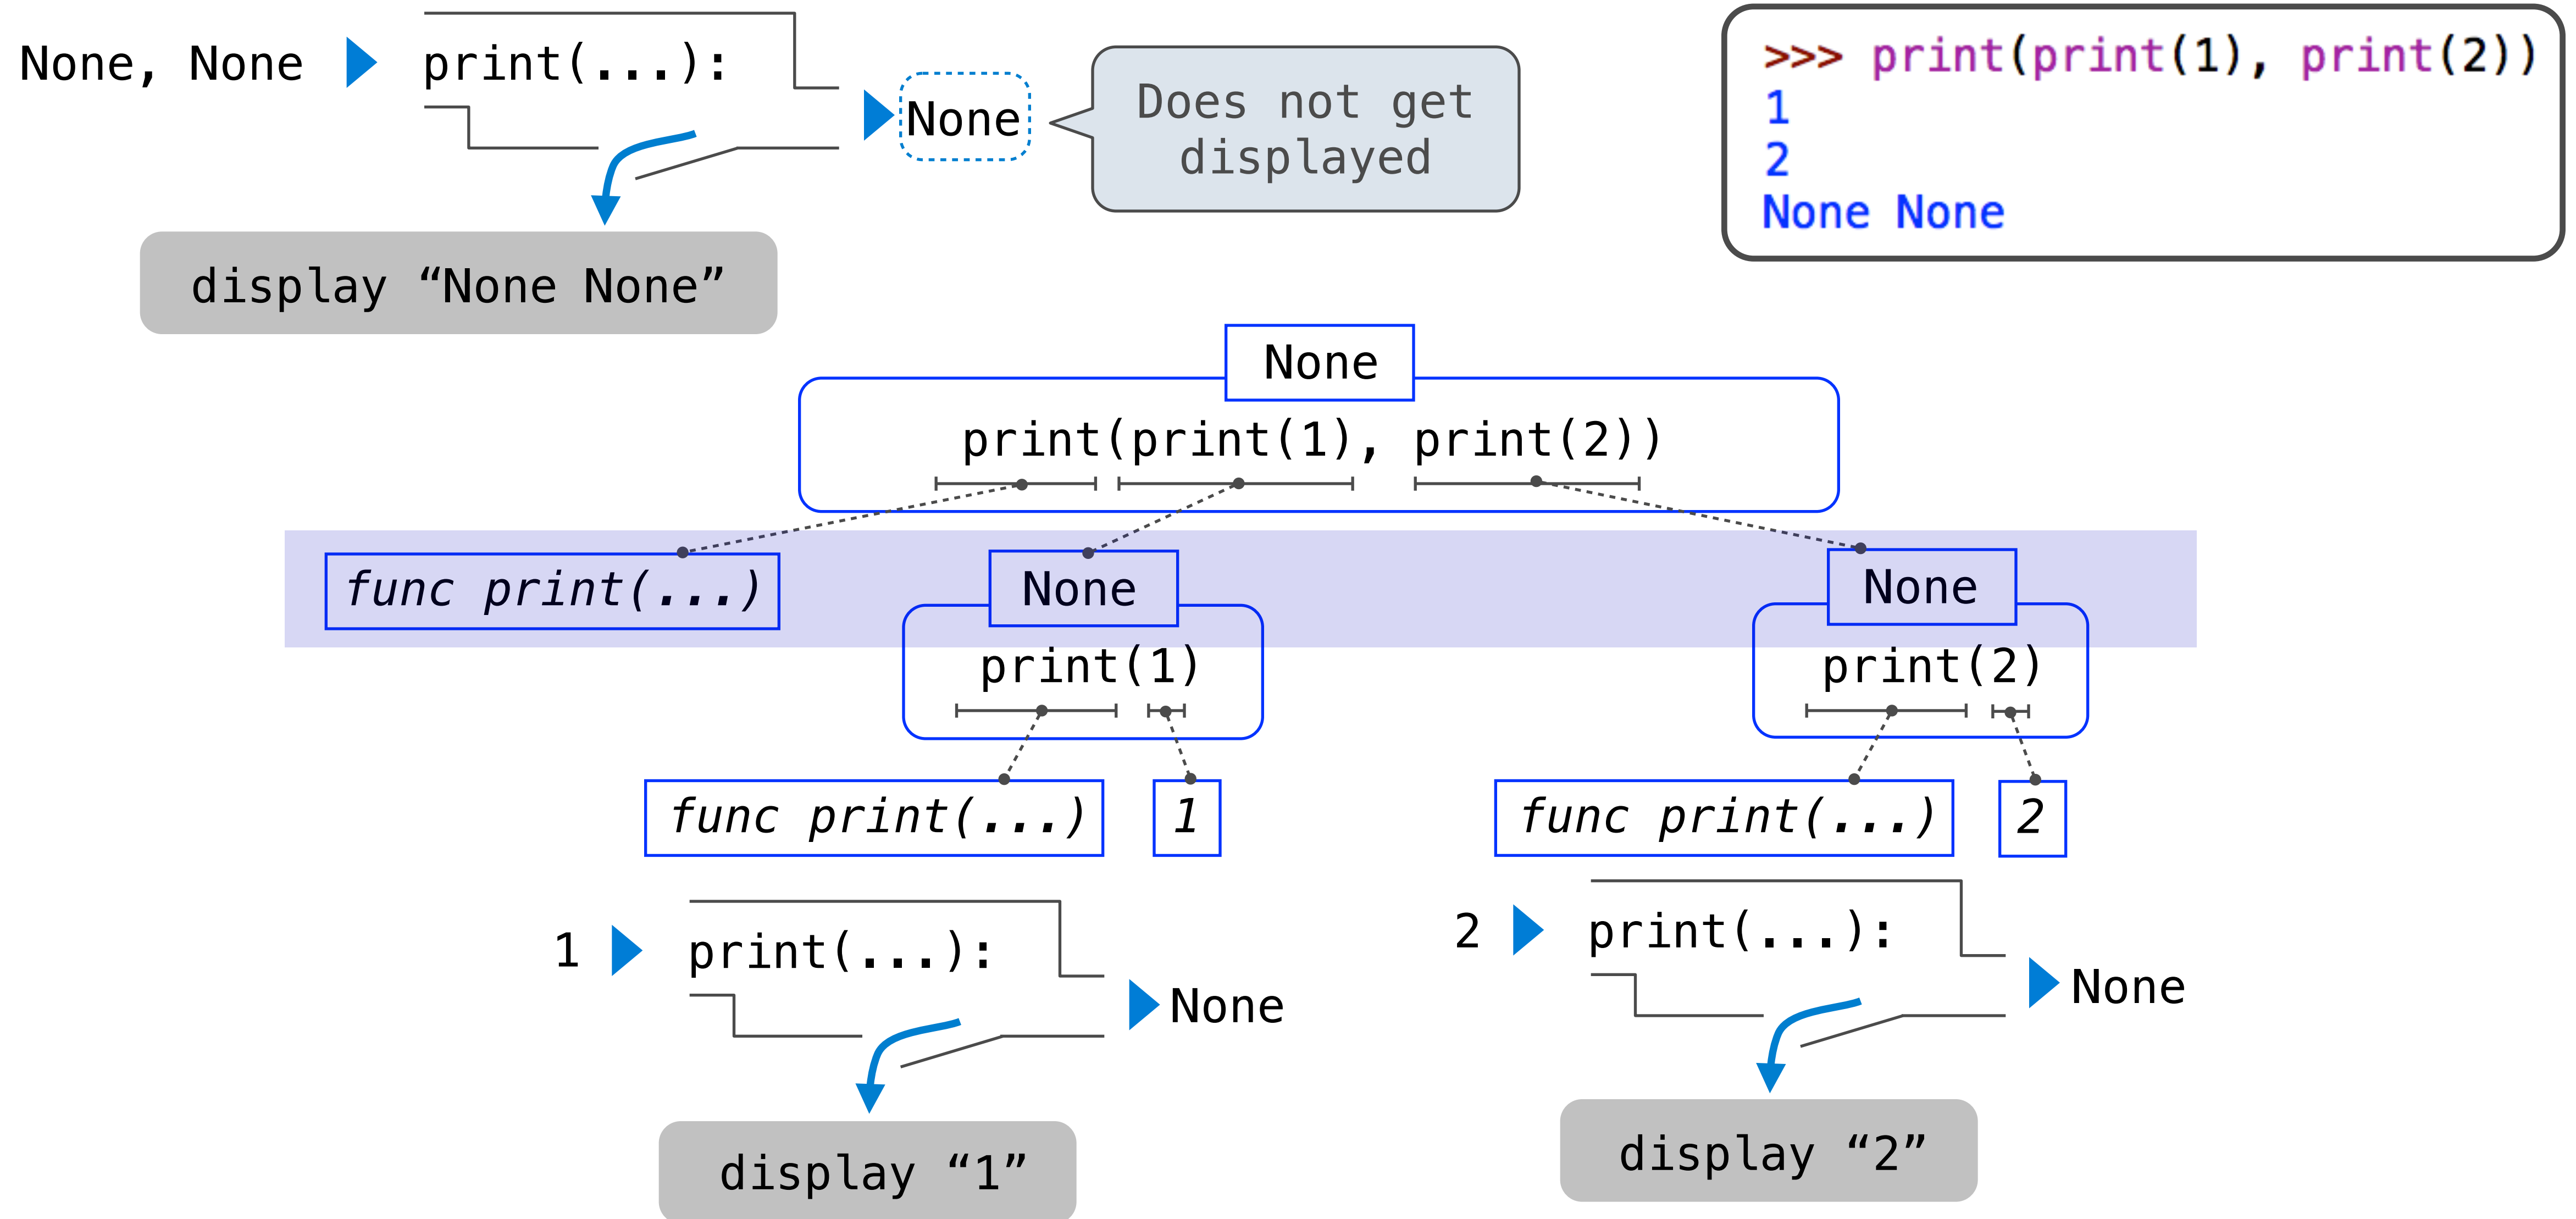 None, None
print(...):
None
Does not get
displayed
display “None None”
>>> print(print(1), print(2))
1
2
None None
None
print(print(1), print(2))
func print(...)
None
None
print(1)
print(2)
func print(...)
1
func print(...)
2
1
print(...):
None
display “1”
2
print(...):
None
display “2”